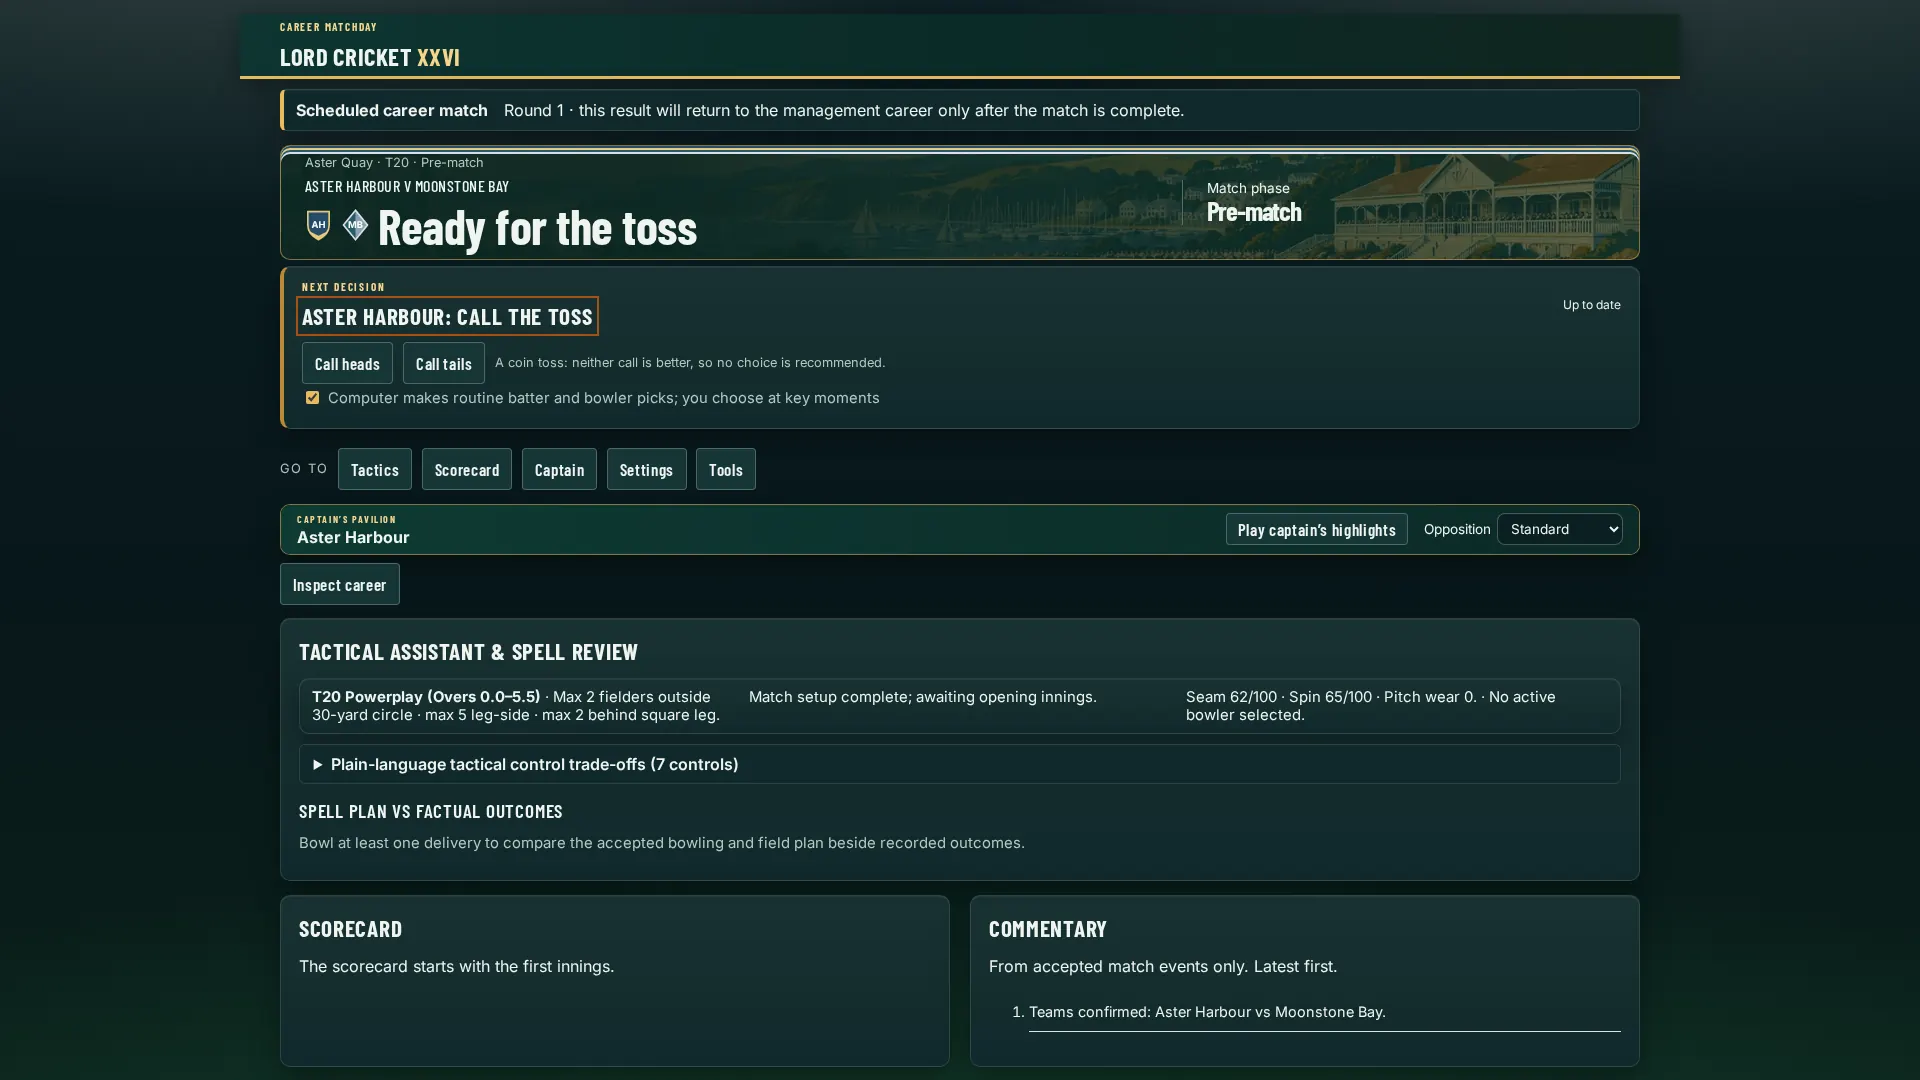 CAREER MATCHDAY
LORD CRICKET XXVI
Scheduled career match Round 1 · this result will return to the management career only after the match is complete.
Aster Quay · T20 · Pre-match
ASTER HARBOUR V MOONSTONE BAY
AH MB Ready for the toss
Match phase
Pre-match
NEXT DECISION
ASTER HARBOUR: CALL THE TOSS
Up to date
Call heads Call tails A coin toss: neither call is better, so no choice is recommended.
Computer makes routine batter and bowler picks; you choose at key moments
GO TO Tactics Scorecard Captain Settings Tools
CAPTAIN'S PAVILION
Aster Harbour
Play captain's highlights Opposition Standard
Inspect career
TACTICAL ASSISTANT & SPELL REVIEW
T20 Powerplay (Overs 0.0–5.5) · Max 2 fielders outside
30-yard circle · max 5 leg-side · max 2 behind square leg.
Match setup complete; awaiting opening innings.
Seam 62/100 · Spin 65/100 · Pitch wear 0. · No active
bowler selected.
Plain-language tactical control trade-offs (7 controls)
SPELL PLAN VS FACTUAL OUTCOMES
Bowl at least one delivery to compare the accepted bowling and field plan beside recorded outcomes.
SCORECARD
The scorecard starts with the first innings.
COMMENTARY
From accepted match events only. Latest first.
1. Teams confirmed: Aster Harbour vs Moonstone Bay.